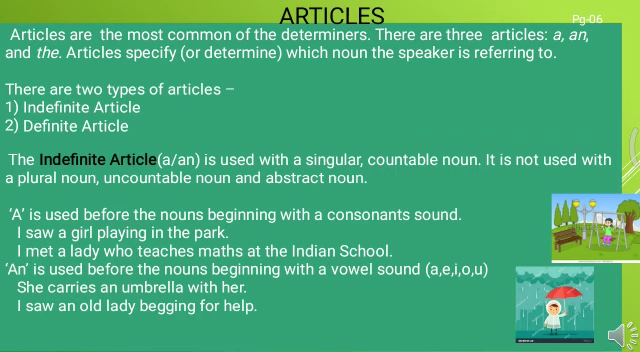 ARTICLES
Pg-06
Articles are the most common of the determiners. There are three articles: a, an,
and the. Articles specify (or determine) which noun the speaker is referring to.
There are two types of articles –
1) Indefinite Article
2) Definite Article
The Indefinite Article(a/an) is used with a singular, countable noun. It is not used with
a plural noun, uncountable noun and abstract noun.
‘A’ is used before the nouns beginning with a consonants sound.
I saw a girl playing in the park.
I met a lady who teaches maths at the Indian School.
‘An’ is used before the nouns beginning with a vowel sound (a,e,i,o,u)
She carries an umbrella with her.
I saw an old lady begging for help.